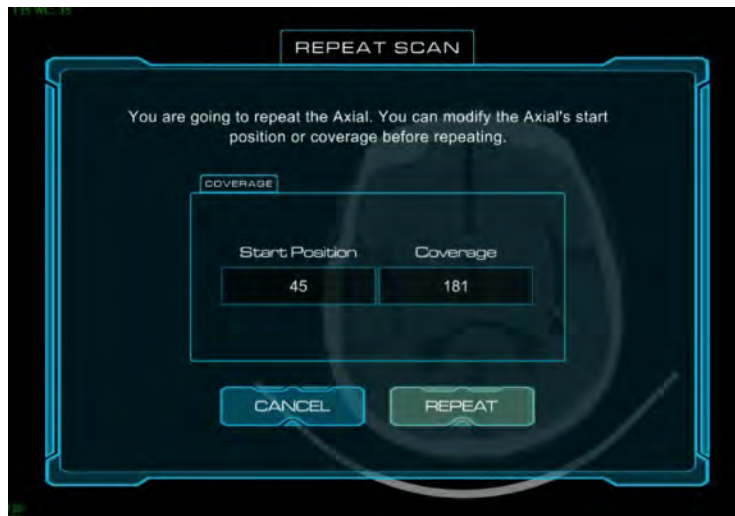 REPEAT SCAN
You are going to repeat the Axial. You can modify the Axial's start
position or coverage before repeating.
COVERAGE
Start Position Coverage
45 181
CANCEL REPEAT